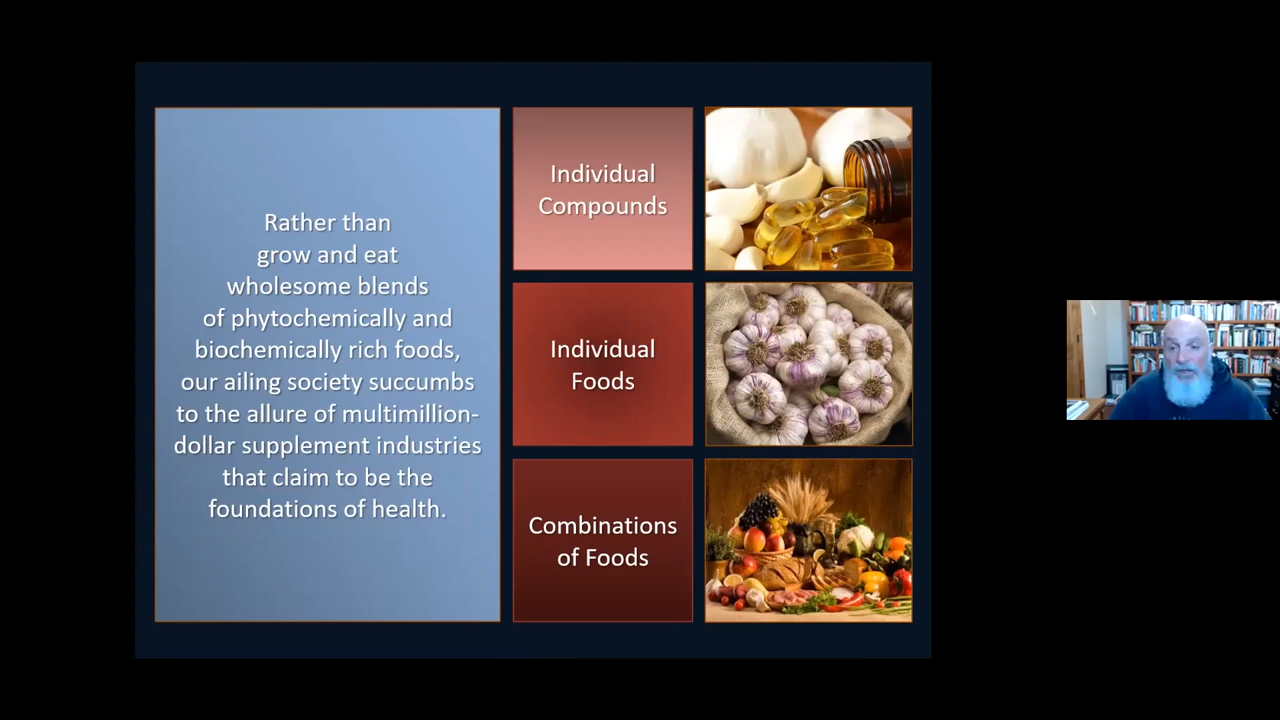 Rather than
grow and eat
wholesome blends
of phytochemically and
biochemically rich foods,
our ailing society succumbs
to the allure of multimillion-
dollar supplement industries
that claim to be the
foundations of health.
Individual
Compounds
Individual
Foods
Combinations
of Foods